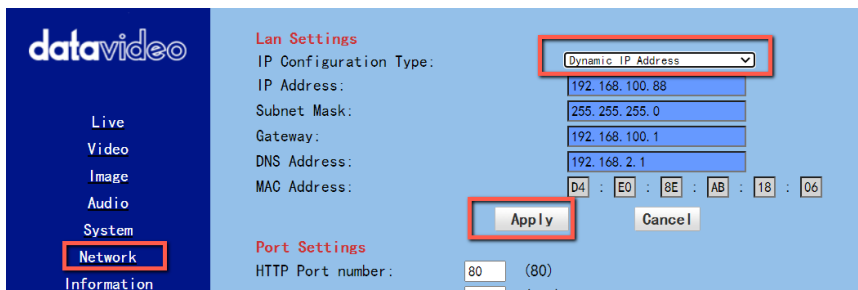 datavideo
Live
Video
Image
Audio
System
Network
Information
Lan Settings
IP Configuration Type: Dynamic IP Address
IP Address: 192.168.100.88
Subnet Mask: 255.255.255.0
Gateway: 192.168.100.1
DNS Address: 192.168.2.1
MAC Address: D4 : E0 : 8E : AB : 18 : 06
Apply Cancel
Port Settings
HTTP Port number: 80 (80)